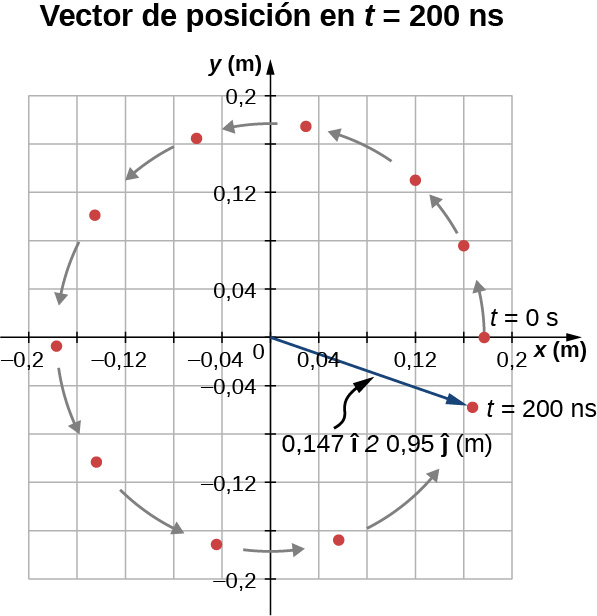 Vector de posición en t = 200 ns
y (m)
0,2
0,12
0,04
t = 0 s
−0,2
−0,12
−0,04
0
0,04
0,12
0,2
x (m)
−0,04
t = 200 ns
0,147 î 2 0,95 ĵ (m)
−0,12
−0,2